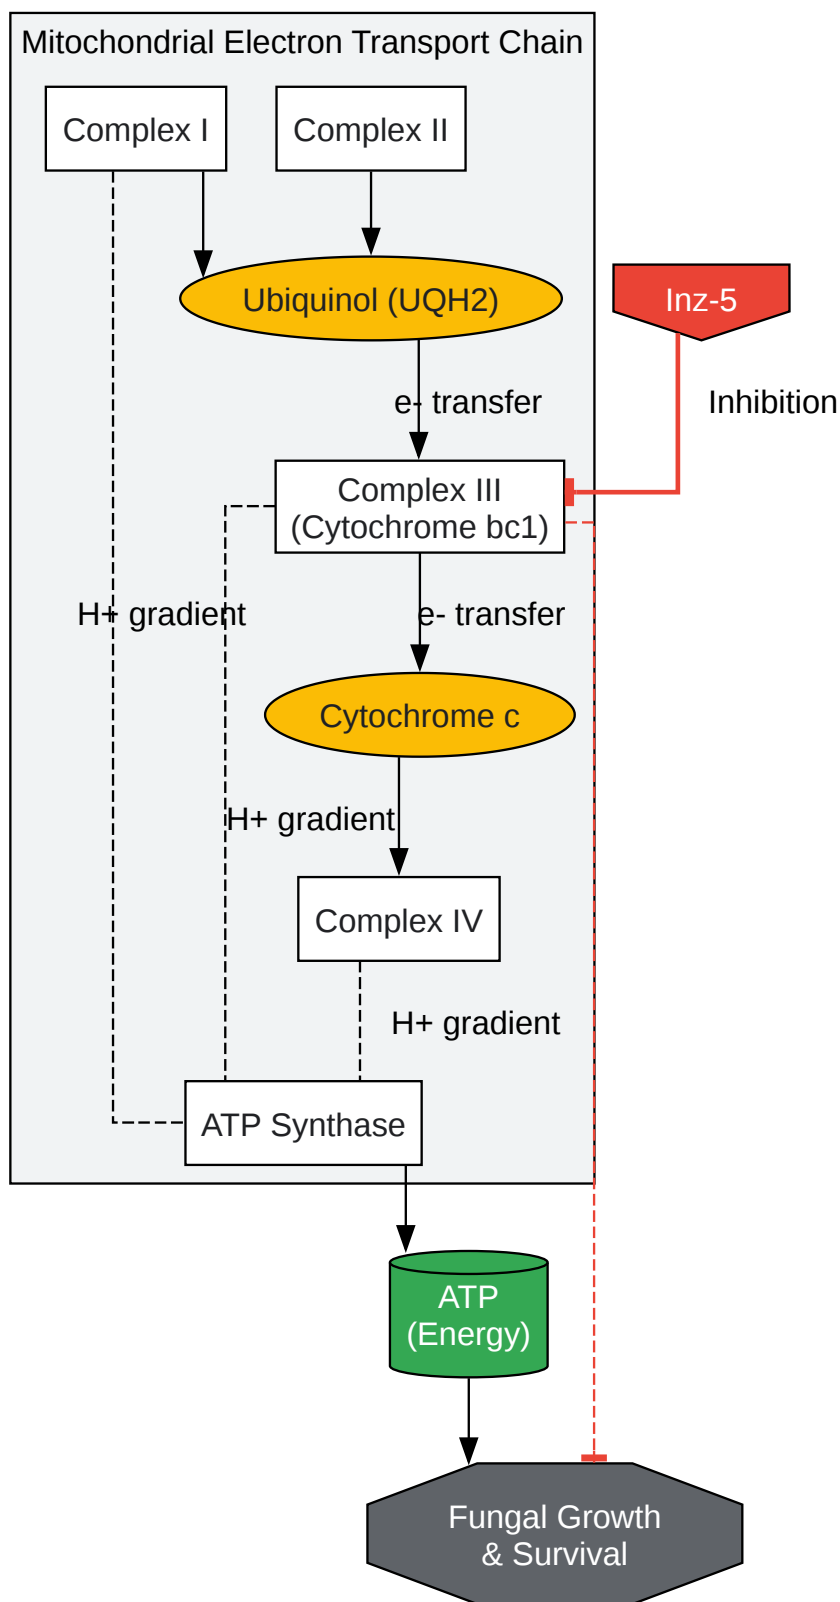 Mitochondrial Electron Transport Chain
Complex I
Complex II
Ubiquinol (UQH2)
Inz-5
e- transfer
Inhibition
Complex III
(Cytochrome bc1)
H+ gradient
e- transfer
Cytochrome c
H+ gradient
Complex IV
H+ gradient
ATP Synthase
ATP
(Energy)
Fungal Growth
& Survival